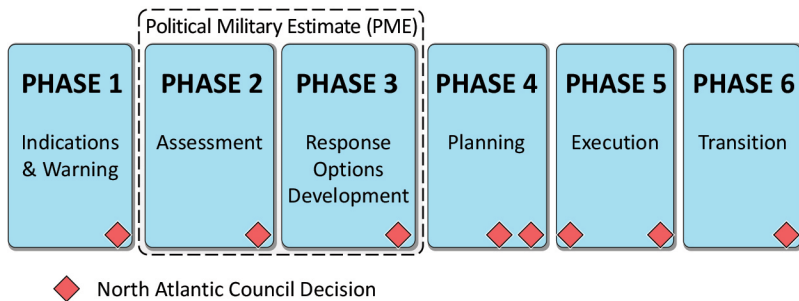 Political Military Estimate (PME)
PHASE 1
Indications
& Warning
PHASE 2
Assessment
PHASE 3
Response
Options
Development
PHASE 4
Planning
PHASE 5
Execution
PHASE 6
Transition
North Atlantic Council Decision